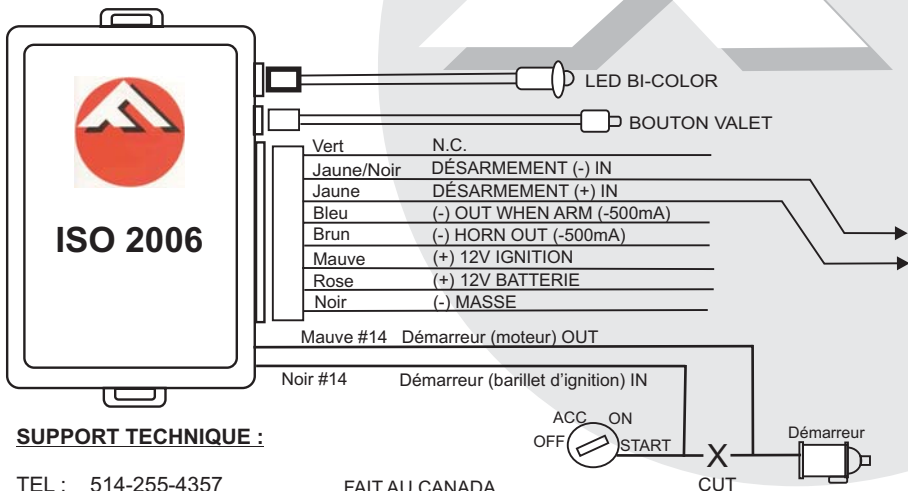 LED BI-COLOR
BOUTON VALET
ISO 2006
Vert N.C.
Jaune/Noir DÉSARMEMENT (-) IN
Jaune DÉSARMEMENT (+) IN
Bleu (-) OUT WHEN ARM (-500mA)
Brun (-) HORN OUT (-500mA)
Mauve (+) 12V IGNITION
Rose (+) 12V BATTERIE
Noir (-) MASSE
Mauve #14 Démarreur (moteur) OUT
Noir #14 Démarreur (barillet d'ignition) IN
ACC ON
OFF START
X
CUT
Démarreur
SUPPORT TECHNIQUE :
TEL : 514-255-4357
FAIT AU CANADA